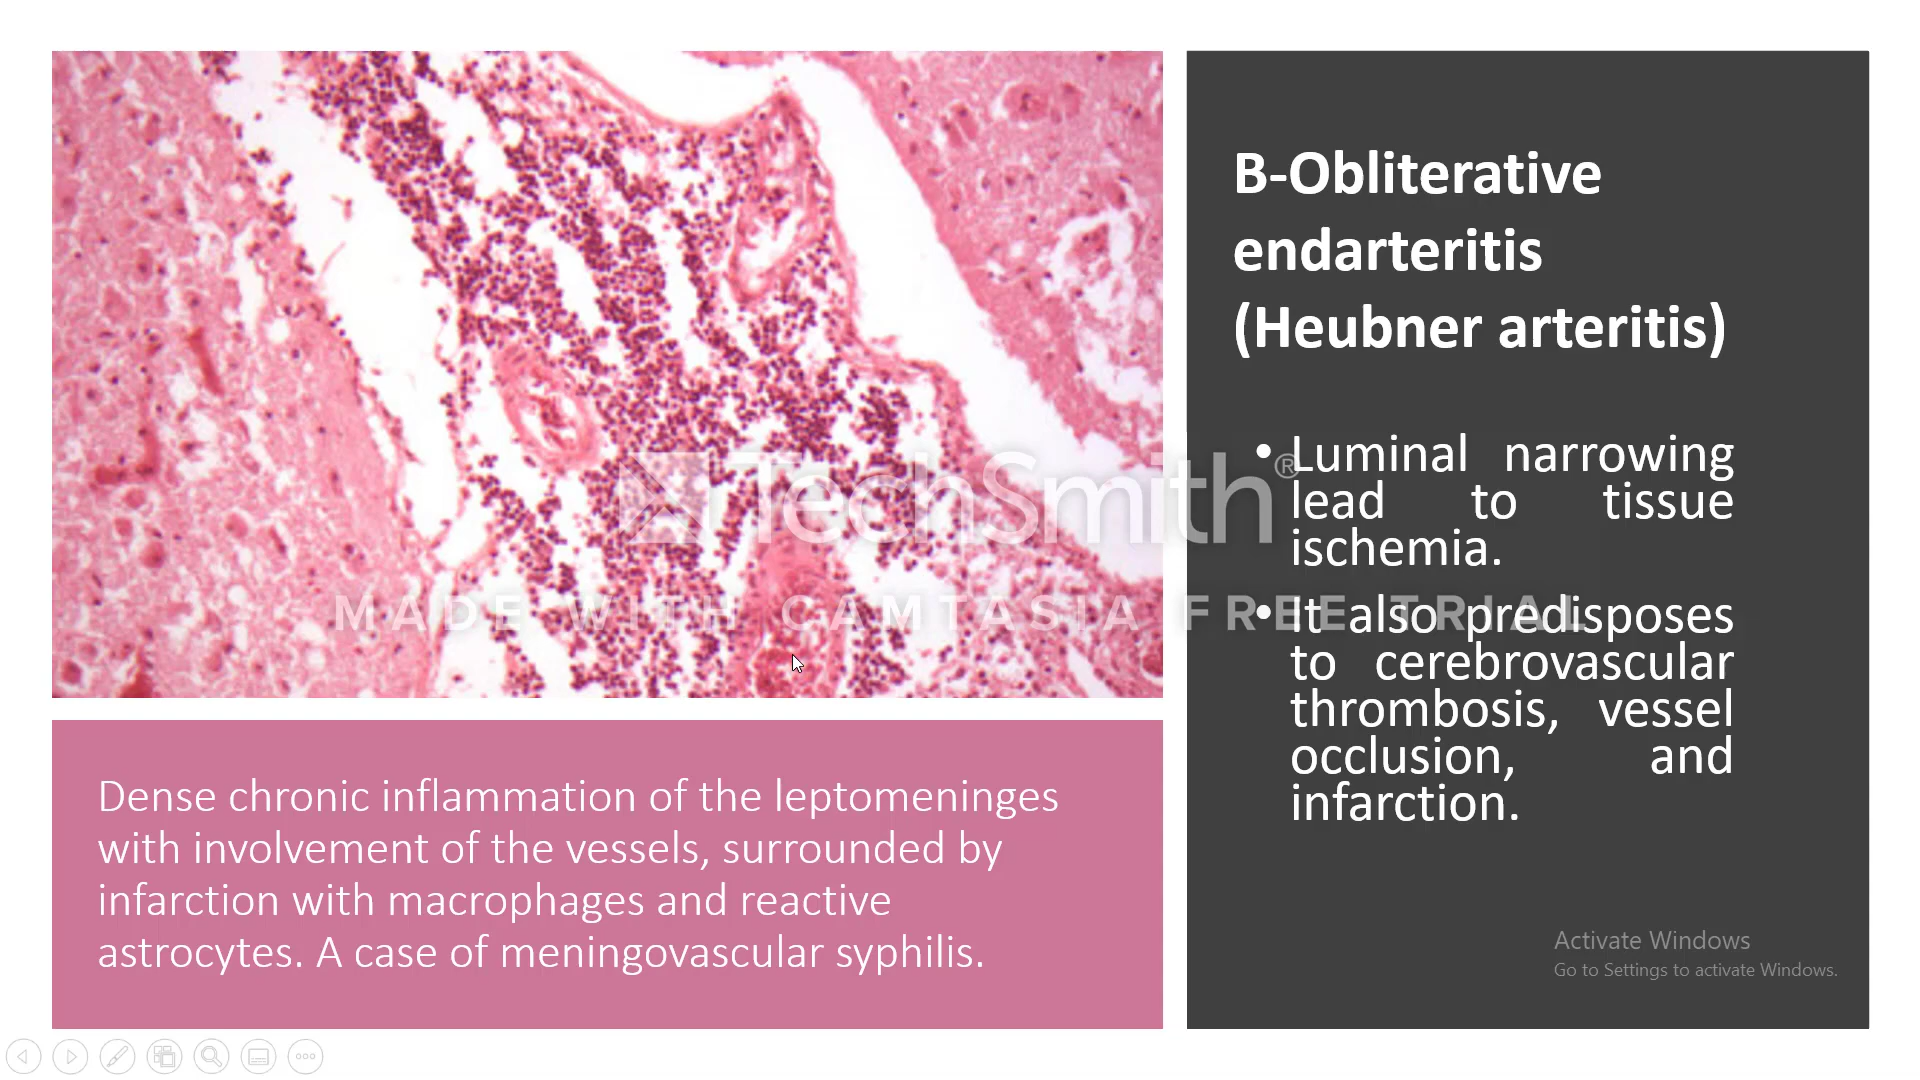 B-Obliterative
endarteritis
(Heubner arteritis)
• Luminal narrowing
lead to tissue
ischemia.
• It also predisposes
to cerebrovascular
thrombosis, vessel
occlusion, and
infarction.
Dense chronic inflammation of the leptomeninges
with involvement of the vessels, surrounded by
infarction with macrophages and reactive
astrocytes. A case of meningovascular syphilis.
TechSmith®
MADE WITH CAMTASIA FREE TRIAL
Activate Windows
Go to Settings to activate Windows.